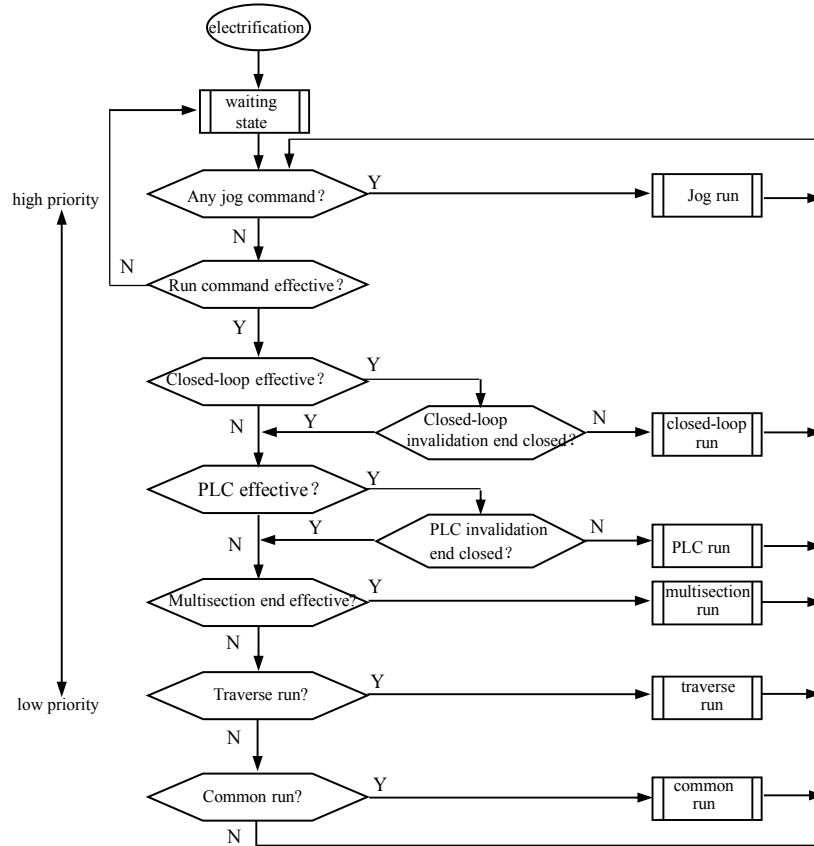 electrification
waiting
state
Any jog command？
Y
Jog run
high priority
N
N
Run command effective？
Y
Closed-loop effective？
Y
Closed-loop
invalidation end closed？
Y
N
closed-loop
run
N
PLC effective？
Y
PLC invalidation
end closed？
Y
N
PLC run
N
Multisection end effective?
Y
multisection
run
N
Traverse run?
Y
traverse
run
low priority
N
Common run?
Y
common
run
N